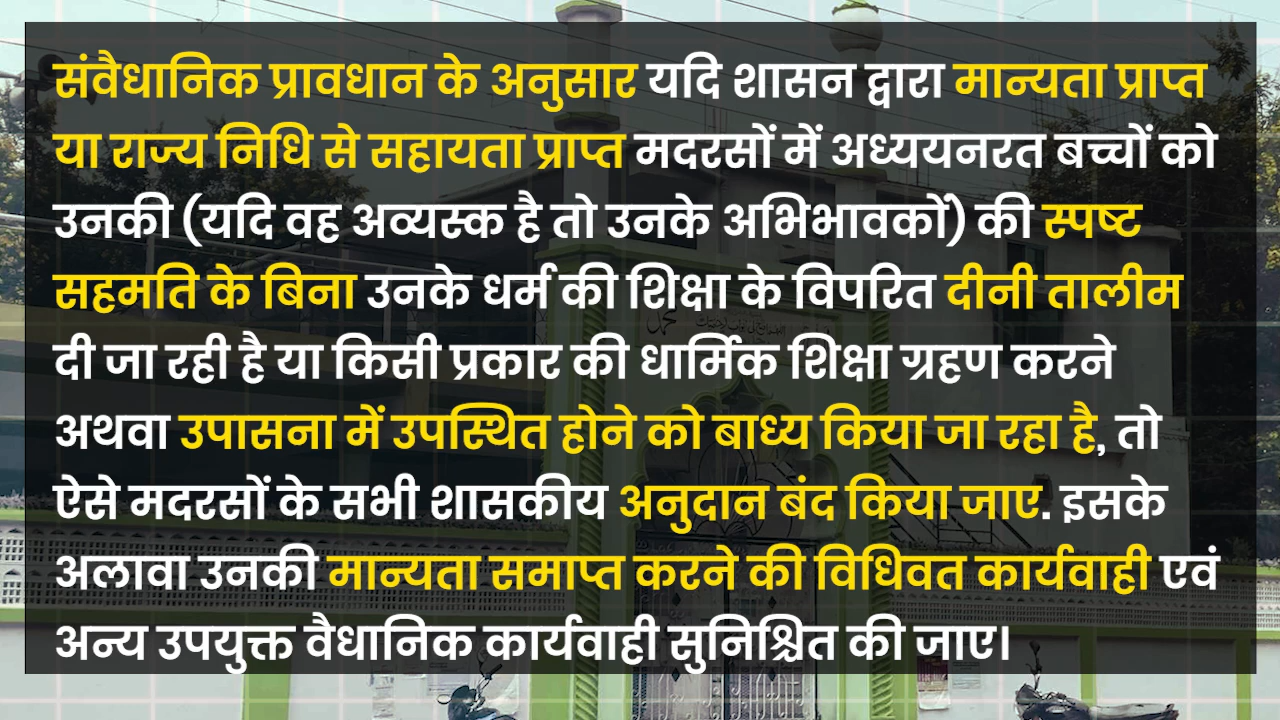 संवैधानिक प्रावधान के अनुसार यदि शासन द्वारा मान्यता प्राप्त
या राज्य निधि से सहायता प्राप्त मदरसों में अध्ययनरत बच्चों को
उनकी (यदि वह अव्यस्क है तो उनके अभिभावकों) की स्पष्ट
सहमति के बिना उनके धर्म की शिक्षा के विपरित दीनी तालीम
दी जा रही है या किसी प्रकार की धार्मिक शिक्षा ग्रहण करने
अथवा उपासना में उपस्थित होने को बाध्य किया जा रहा है, तो
ऐसे मदरसों के सभी शासकीय अनुदान बंद किया जाए. इसके
अलावा उनकी मान्यता समाप्त करने की विधिवत कार्यवाही एवं
अन्य उपयुक्त वैधानिक कार्यवाही सुनिश्चित की जाए।